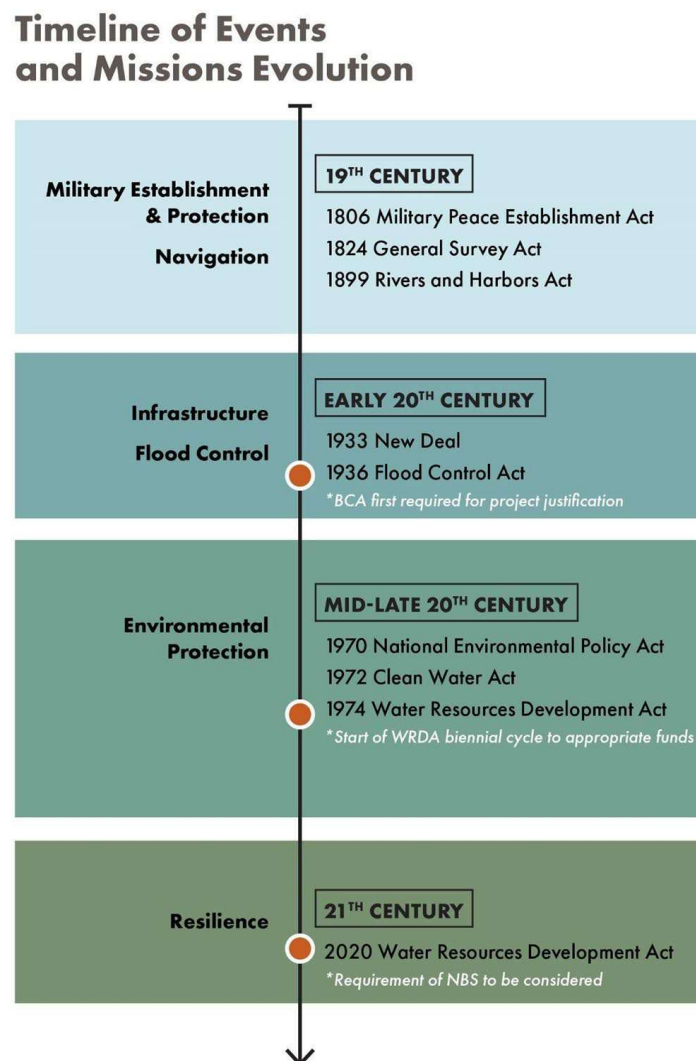 Timeline of Events
and Missions Evolution
Military Establishment
& Protection
Navigation
19TH CENTURY
1806 Military Peace Establishment Act
1824 General Survey Act
1899 Rivers and Harbors Act
Infrastructure
Flood Control
EARLY 20TH CENTURY
1933 New Deal
1936 Flood Control Act
*BCA first required for project justification
Environmental
Protection
MID-LATE 20TH CENTURY
1970 National Environmental Policy Act
1972 Clean Water Act
1974 Water Resources Development Act
*Start of WRDA biennial cycle to appropriate funds
Resilience
21TH CENTURY
2020 Water Resources Development Act
*Requirement of NBS to be considered